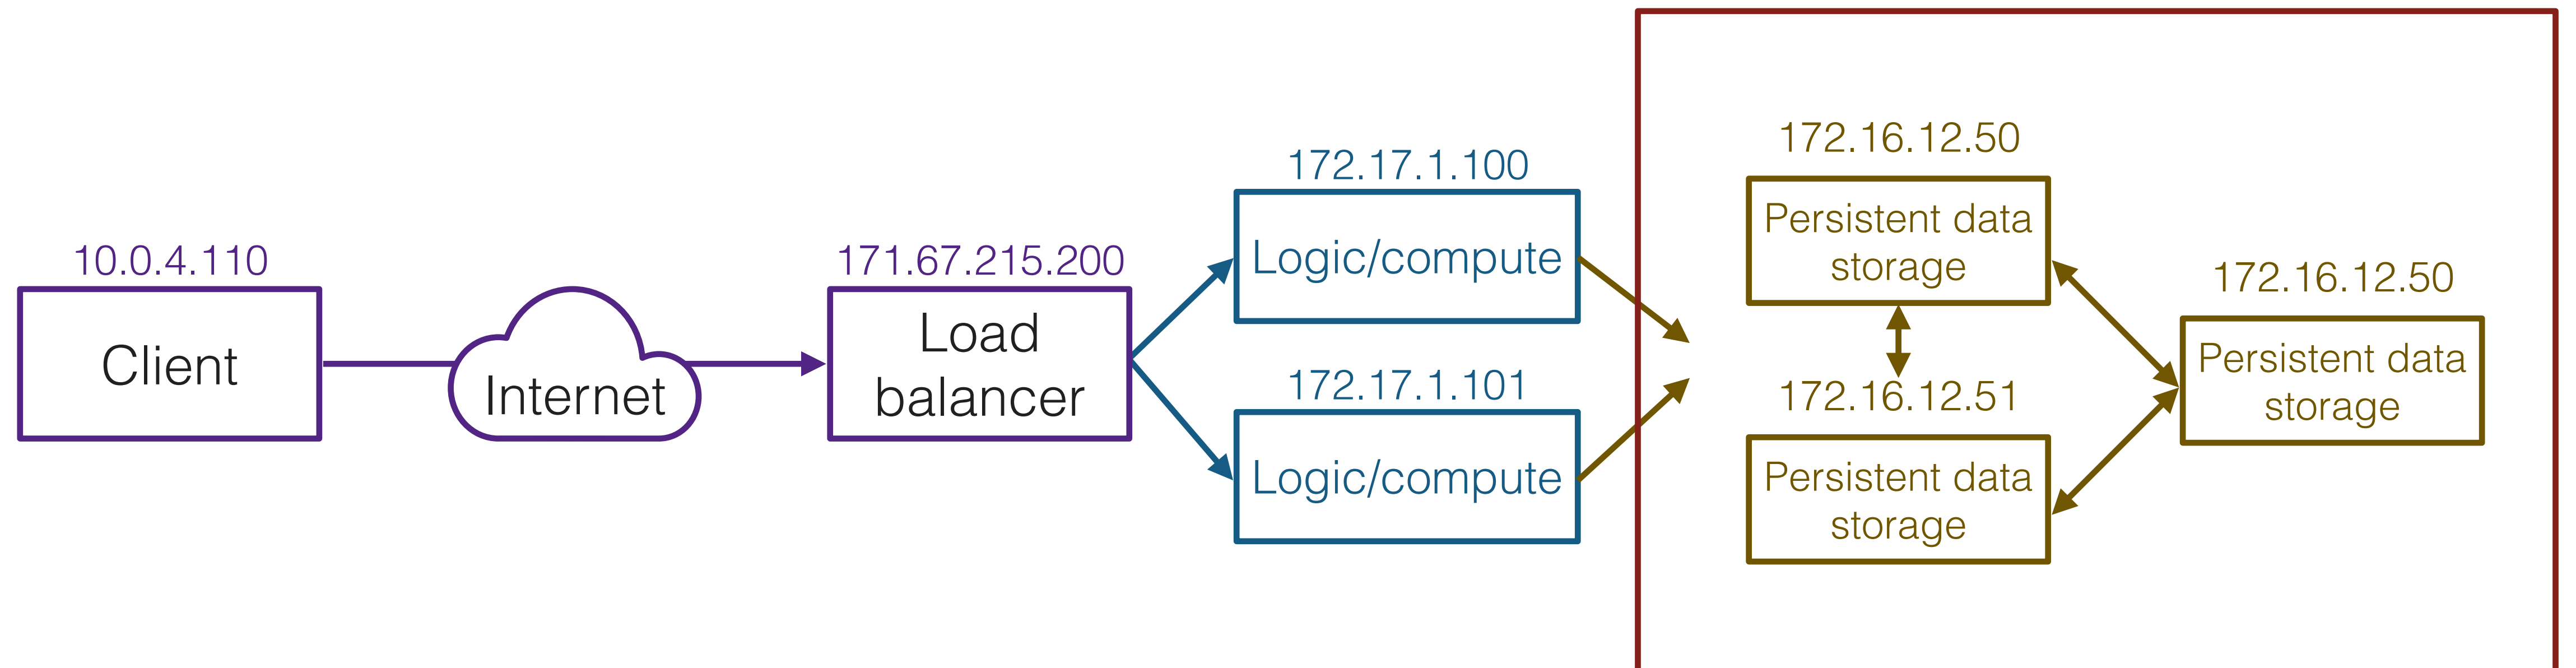 10.0.4.110
Client
Internet
171.67.215.200
Load
balancer
172.17.1.100
Logic/compute
172.17.1.101
Logic/compute
172.16.12.50
Persistent data
storage
172.16.12.51
Persistent data
storage
172.16.12.50
Persistent data
storage